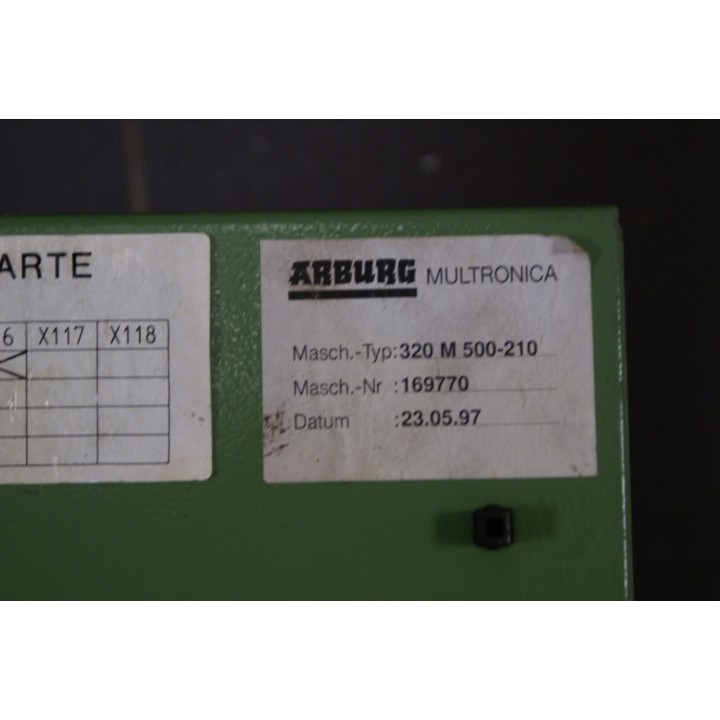 ARTE
6 X117 X118
ARBURG MULTRONICA
Masch.-Typ:320 M 500-210
Masch.-Nr :169770
Datum :23.05.97